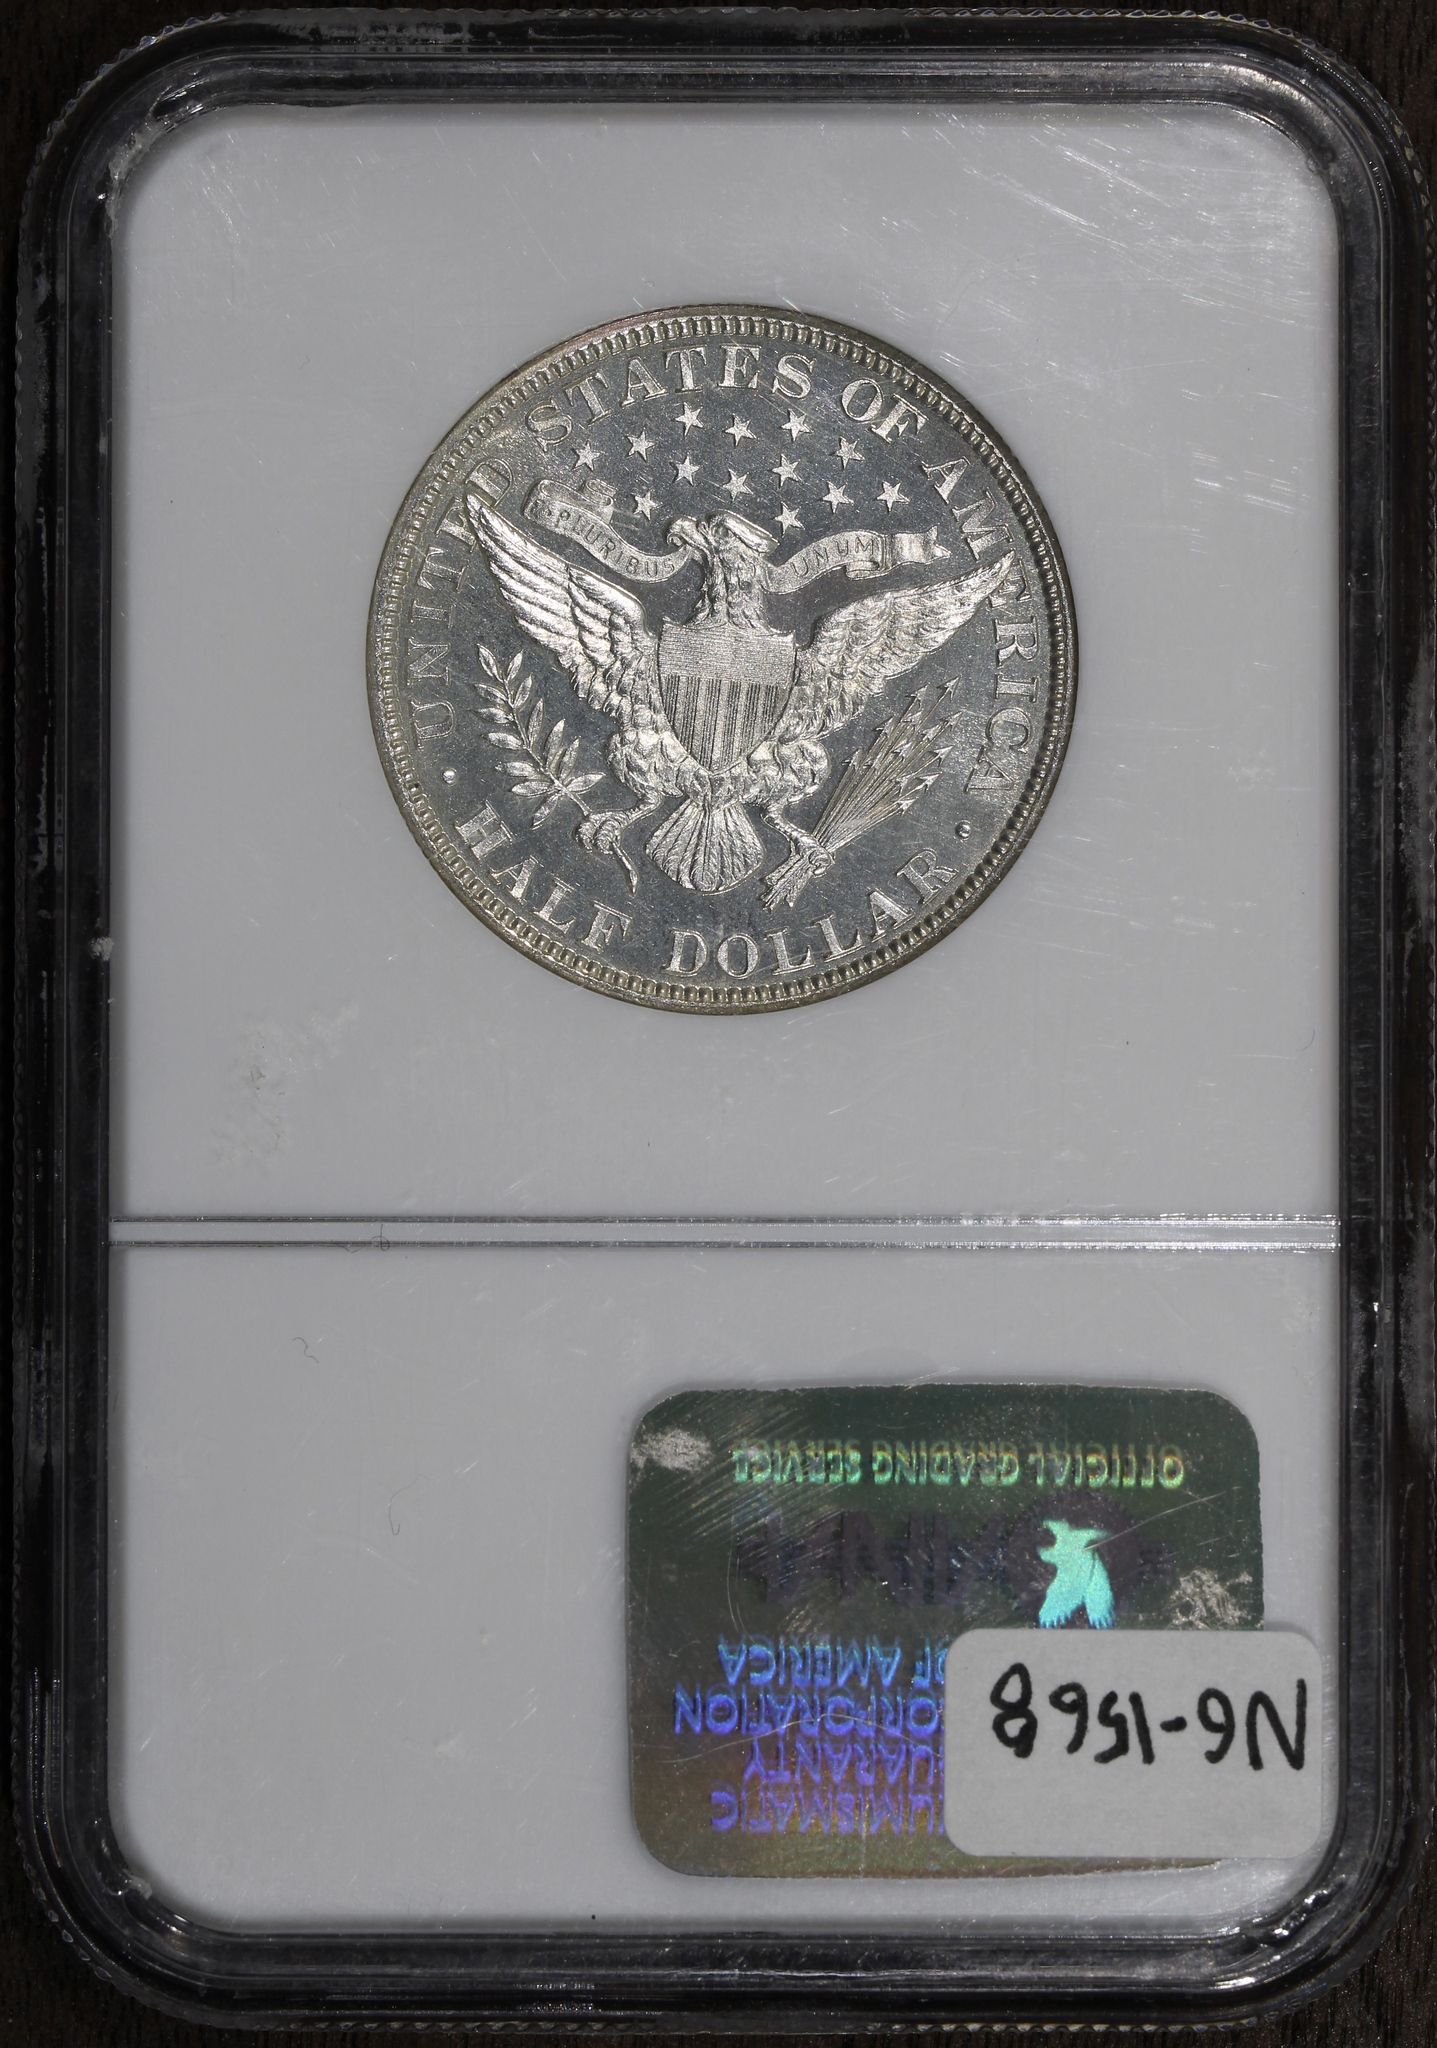 UNITED STATES OF AMERICA
E PLURIBUS UNUM
HALF DOLLAR
N6-1568
NUMISMATIC
GUARANTY
CORPORATION
OF AMERICA
OFFICIAL GRADING SERVICE